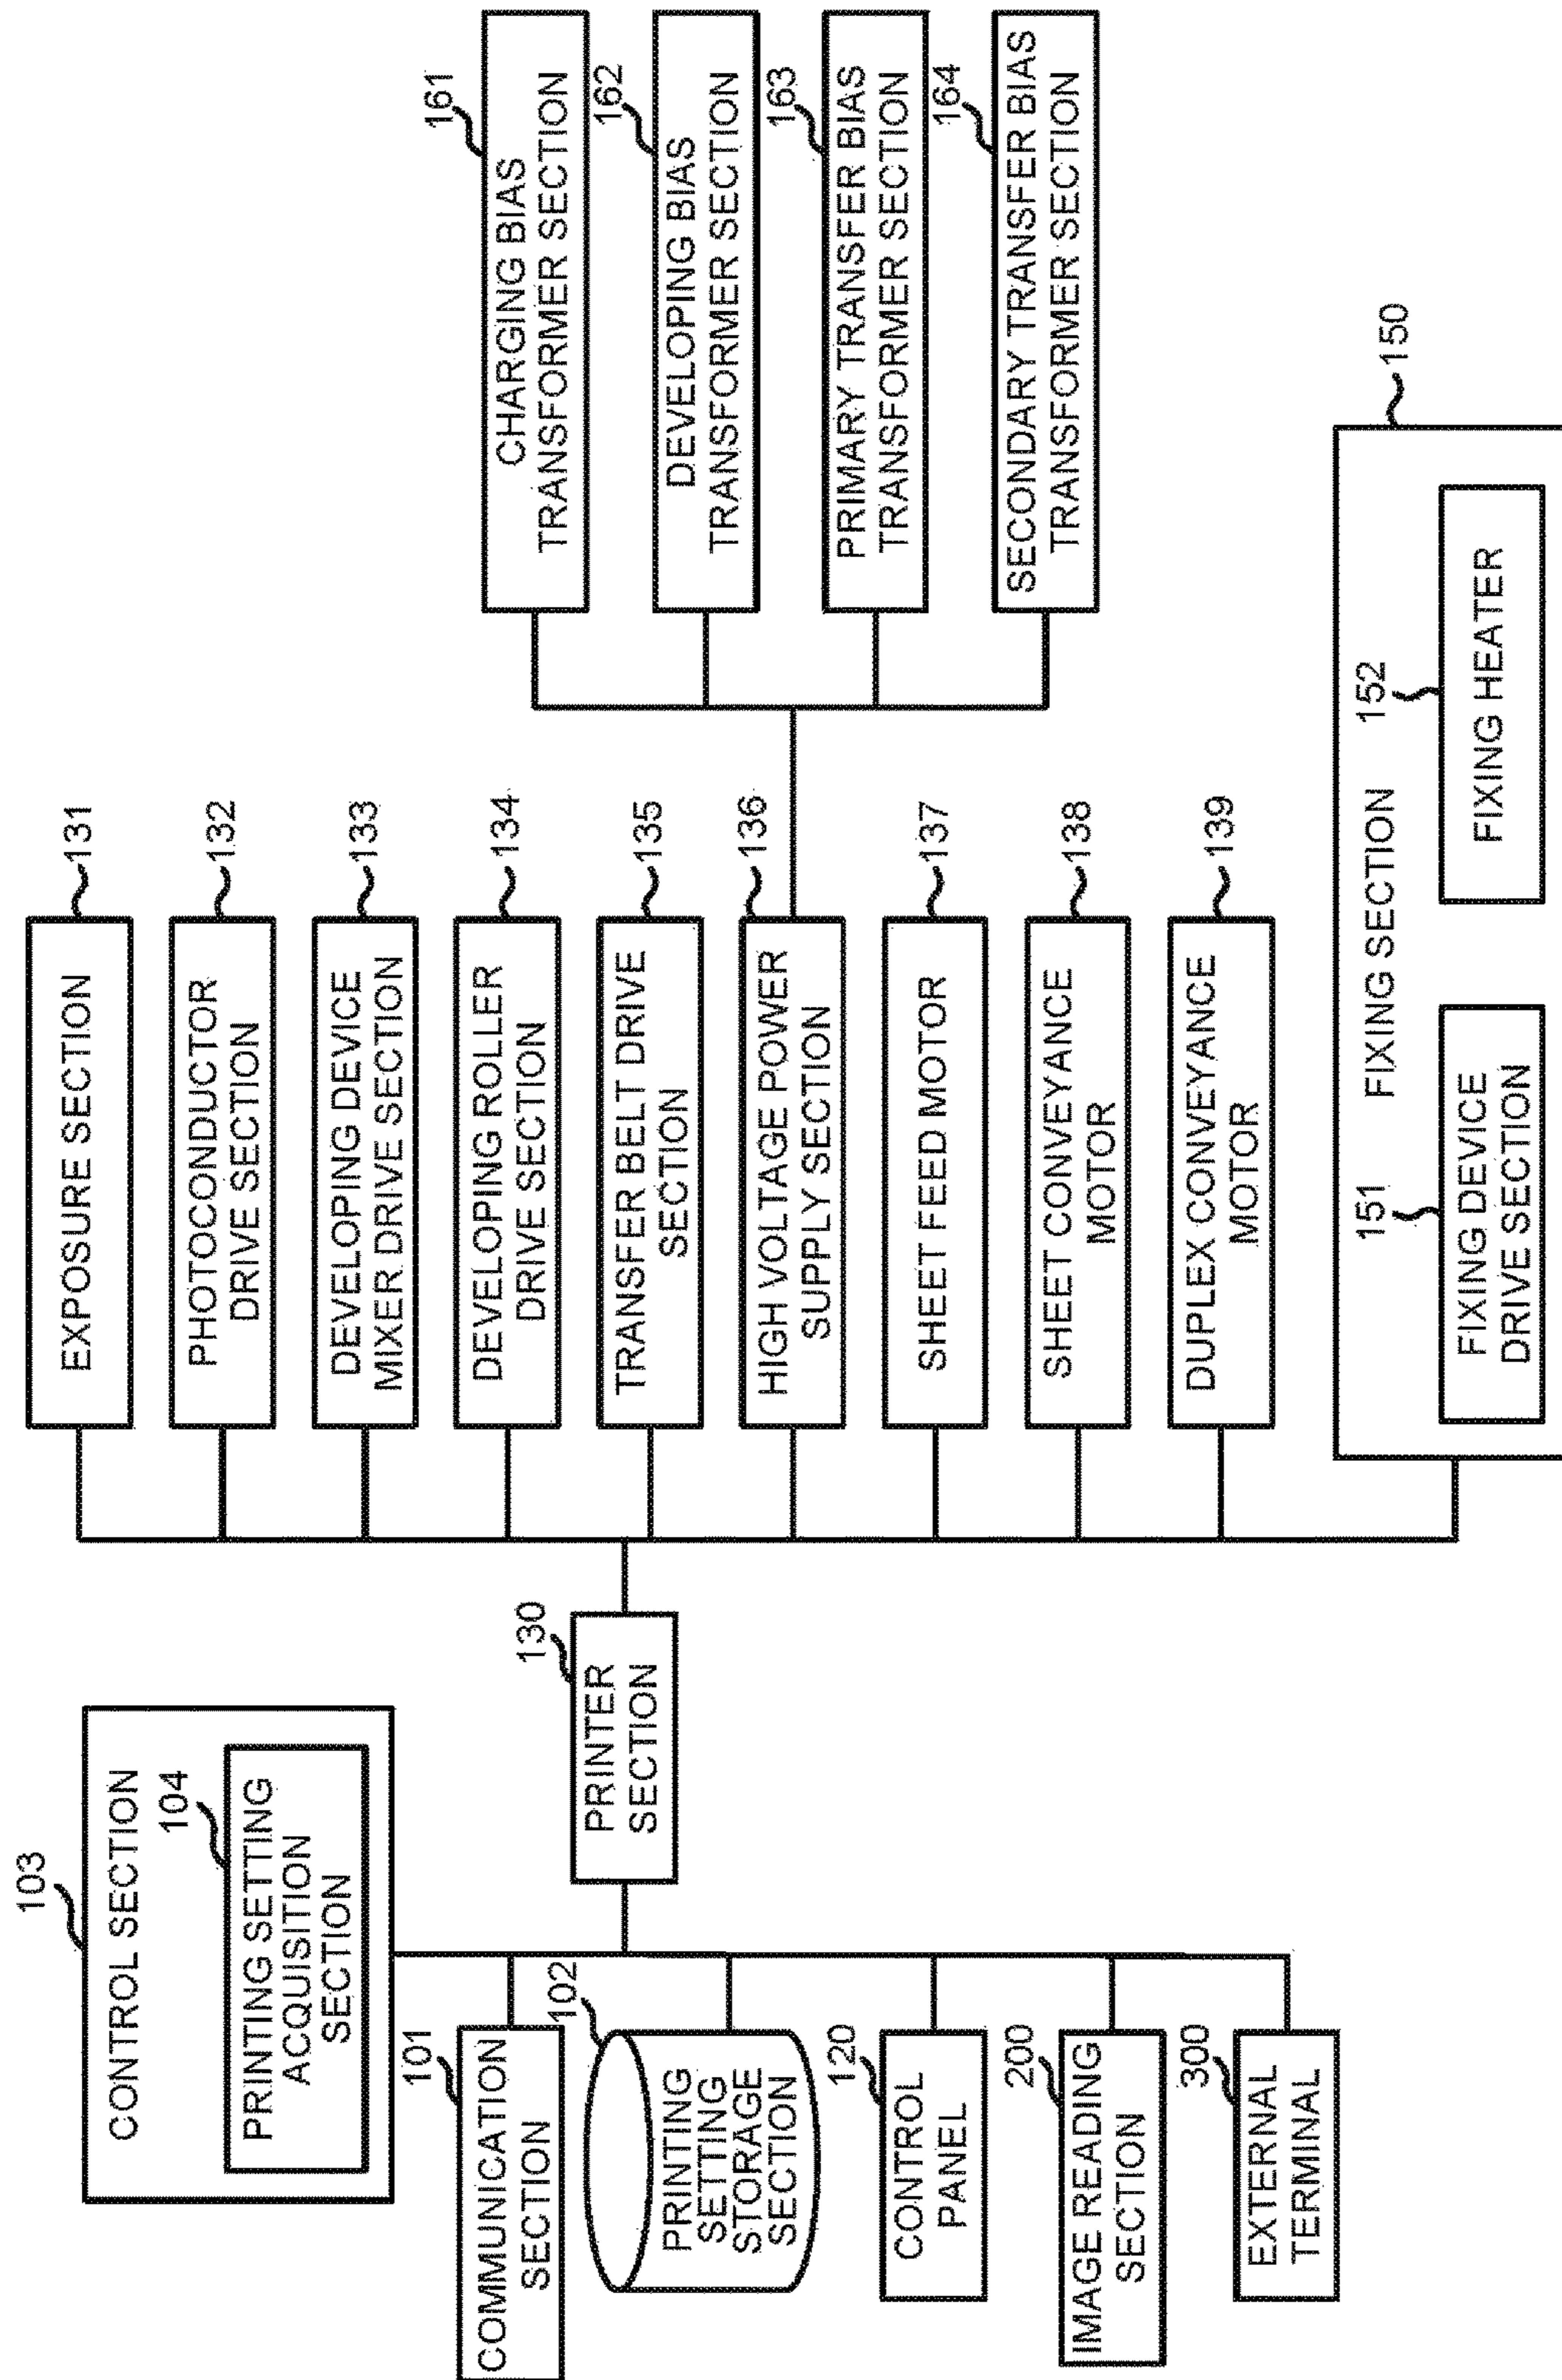 103
CONTROL SECTION
104
PRINTING SETTING
ACQUISITION
SECTION
101
COMMUNICATION
SECTION
102
PRINTING
SETTING
STORAGE
SECTION
120
CONTROL
PANEL
200
IMAGE READING
SECTION
300
EXTERNAL
TERMINAL
130
PRINTER
SECTION
EXPOSURE SECTION
131
PHOTOCONDUCTOR
DRIVE SECTION
132
DEVELOPING DEVICE
MIXER DRIVE SECTION
133
DEVELOPING ROLLER
DRIVE SECTION
134
TRANSFER BELT DRIVE
SECTION
135
HIGH VOLTAGE POWER
SUPPLY SECTION
136
SHEET FEED MOTOR
137
SHEET CONVEYANCE
MOTOR
138
DUPLEX CONVEYANCE
MOTOR
139
FIXING SECTION
150
151
FIXING DEVICE
DRIVE SECTION
152
FIXING HEATER
161
CHARGING BIAS
TRANSFORMER SECTION
162
DEVELOPING BIAS
TRANSFORMER SECTION
163
PRIMARY TRANSFER BIAS
TRANSFORMER SECTION
164
SECONDARY TRANSFER BIAS
TRANSFORMER SECTION